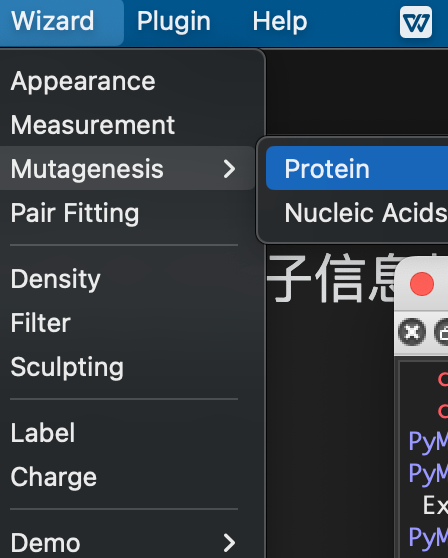 Wizard Plugin Help
Appearance
Measurement
Mutagenesis
Protein
Pair Fitting
Nucleic Acids
Density
子信息
Filter
Sculpting
Label
Charge
PyM
PyM
Ex
Demo
PyM